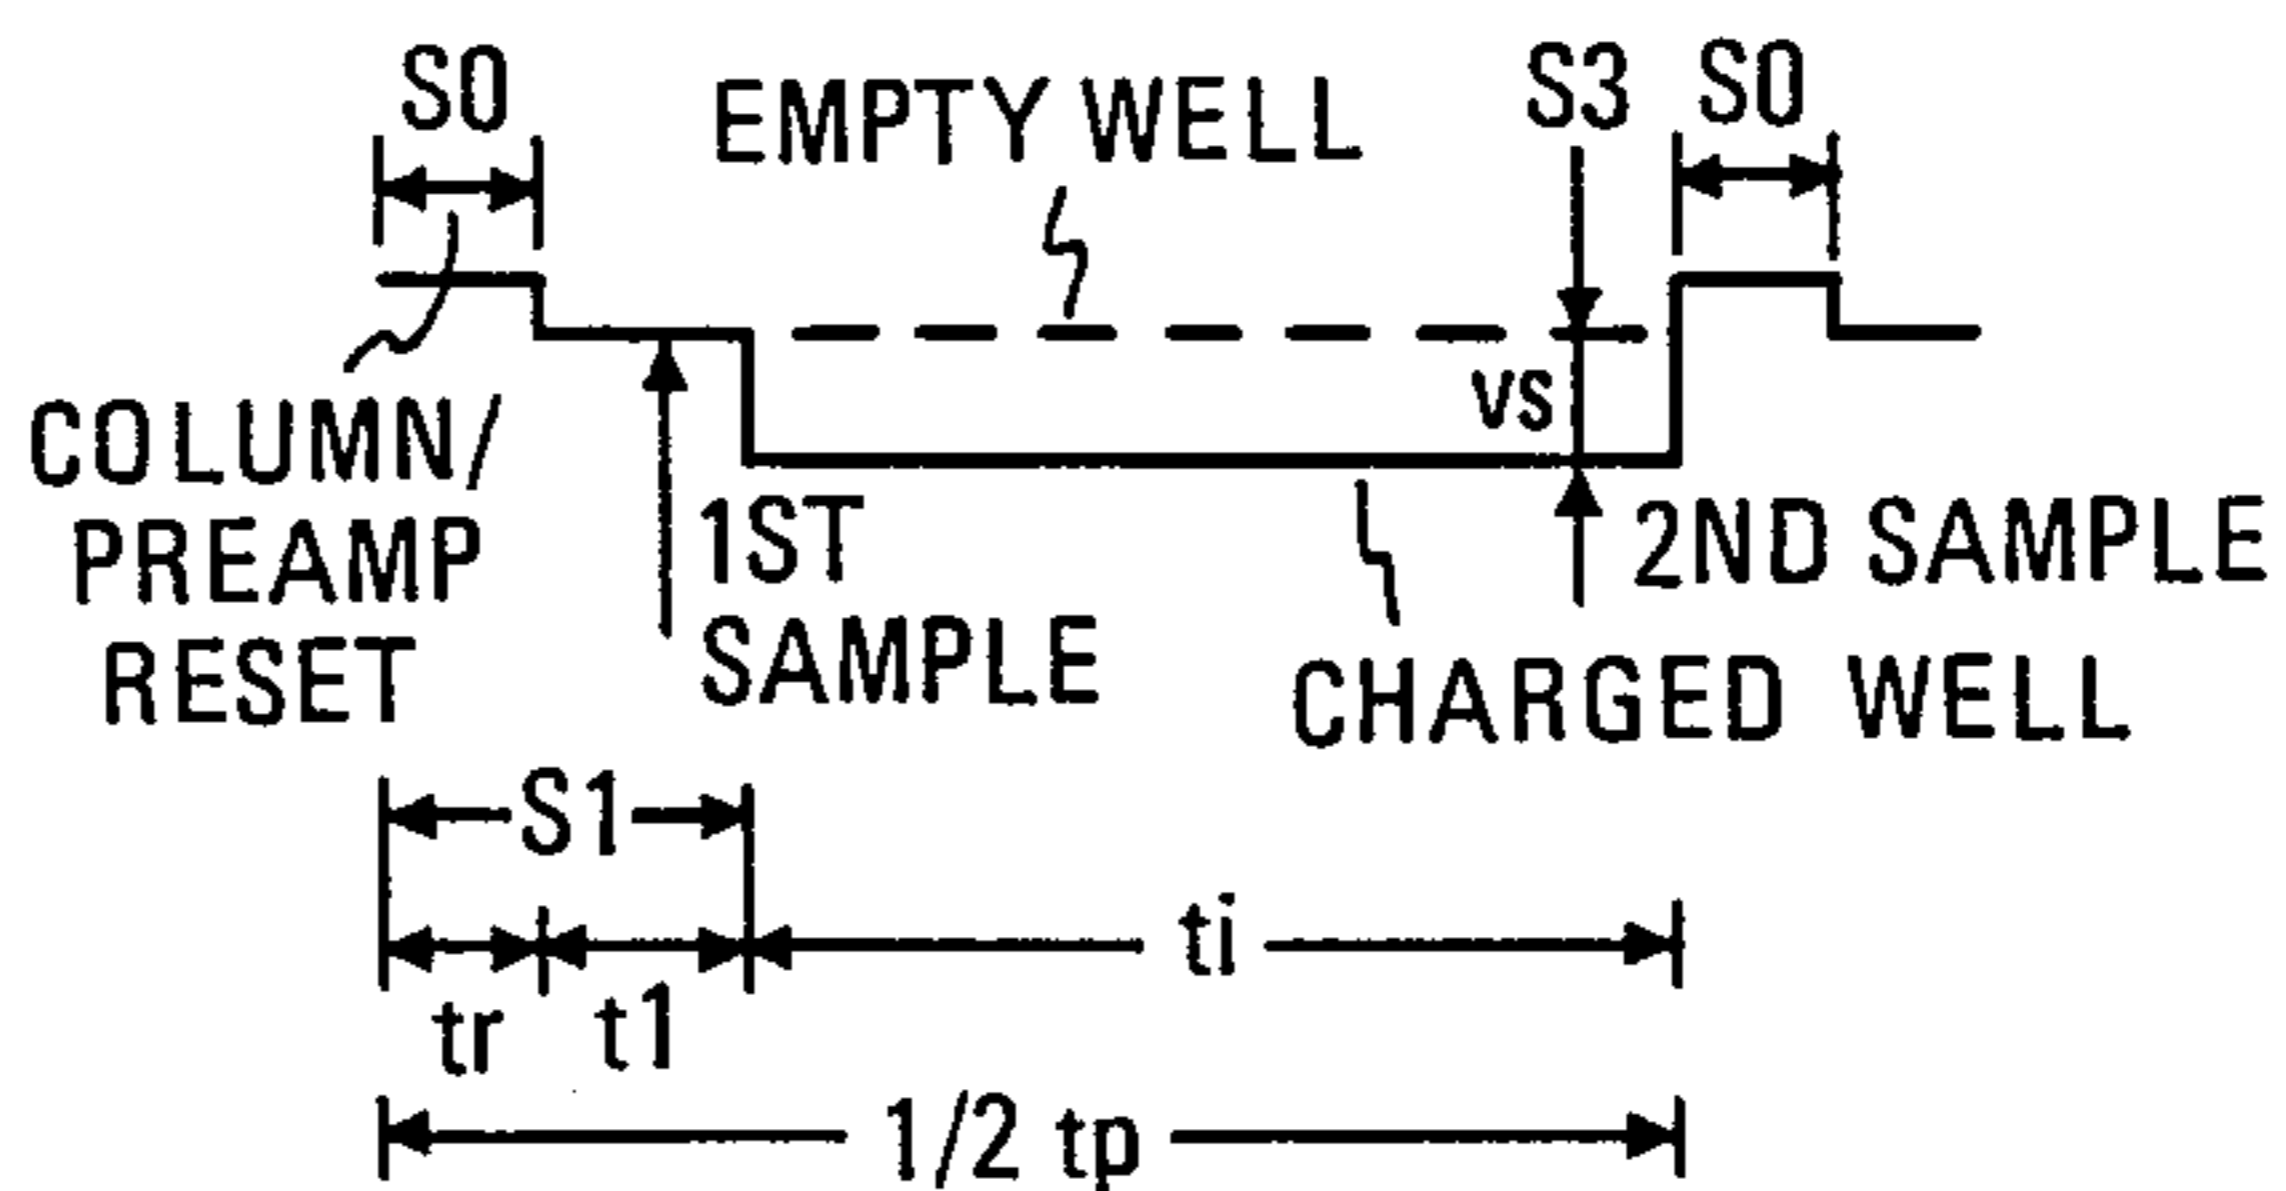 S0
EMPTY WELL
S3
S0
vs
COLUMN/
PREAMP
RESET
1ST
SAMPLE
2ND SAMPLE
CHARGED WELL
S1
ti
tr
t1
1/2 tp